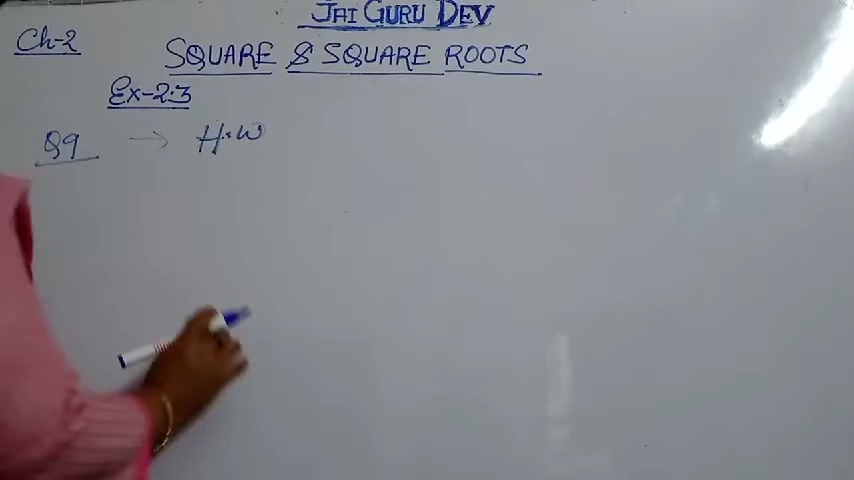 JAI GURU DEV
Ch-2
SQUARE & SQUARE ROOTS
Ex-2.3
Q9 → H.W